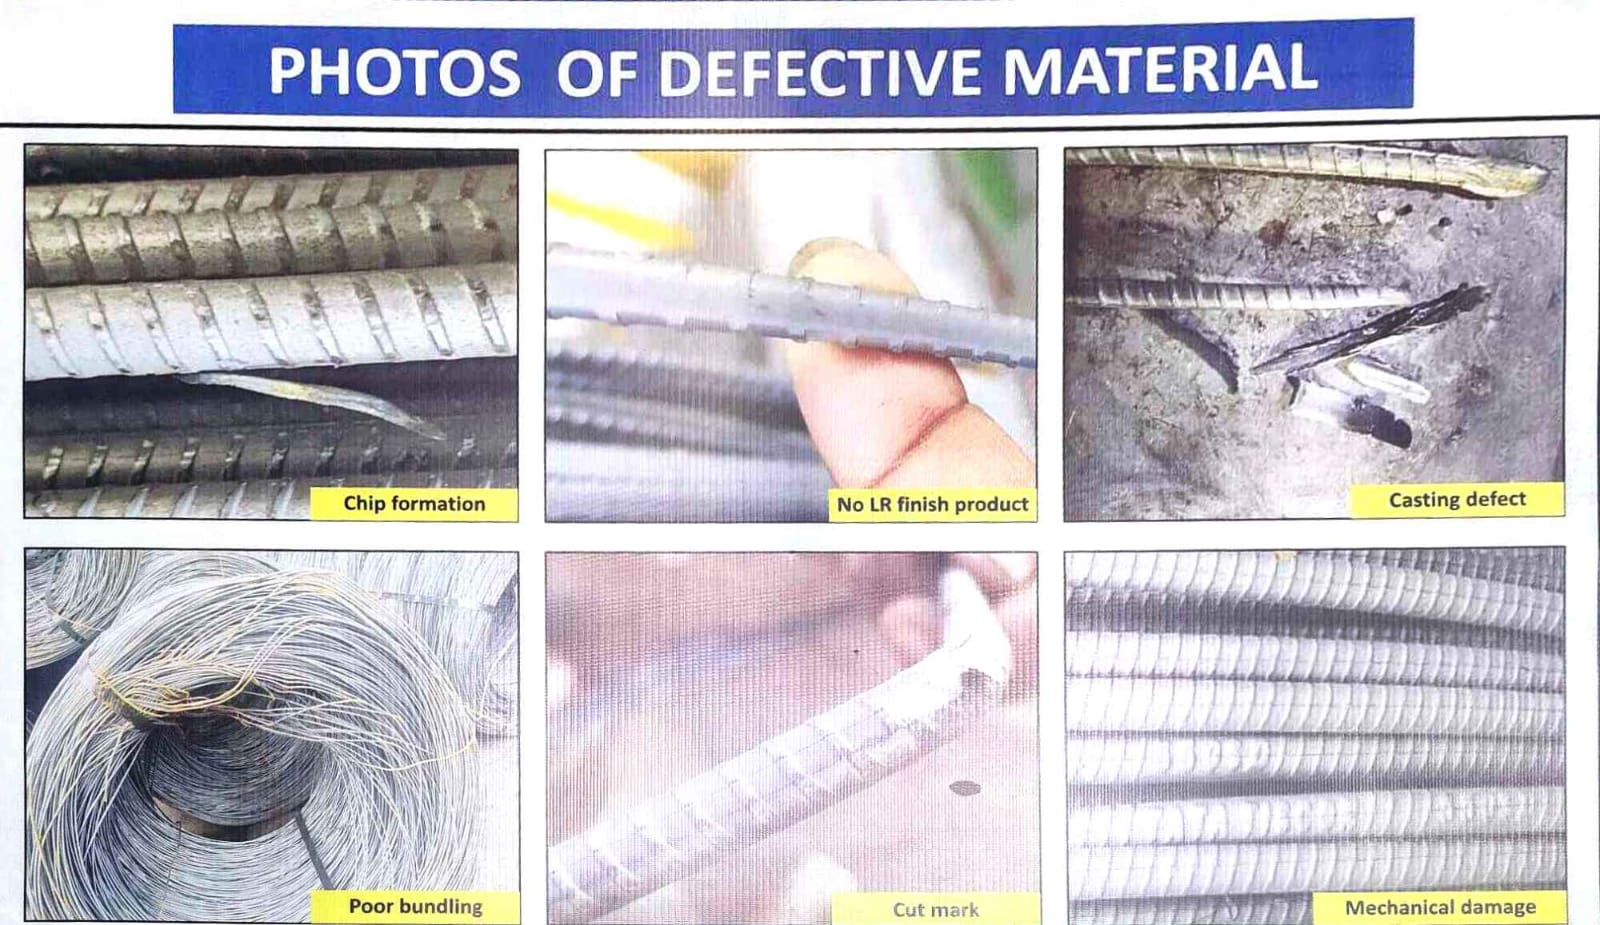 PHOTOS OF DEFECTIVE MATERIAL
Chip formation
No LR finish product
Casting defect
Poor bundling
Cut mark
Mechanical damage